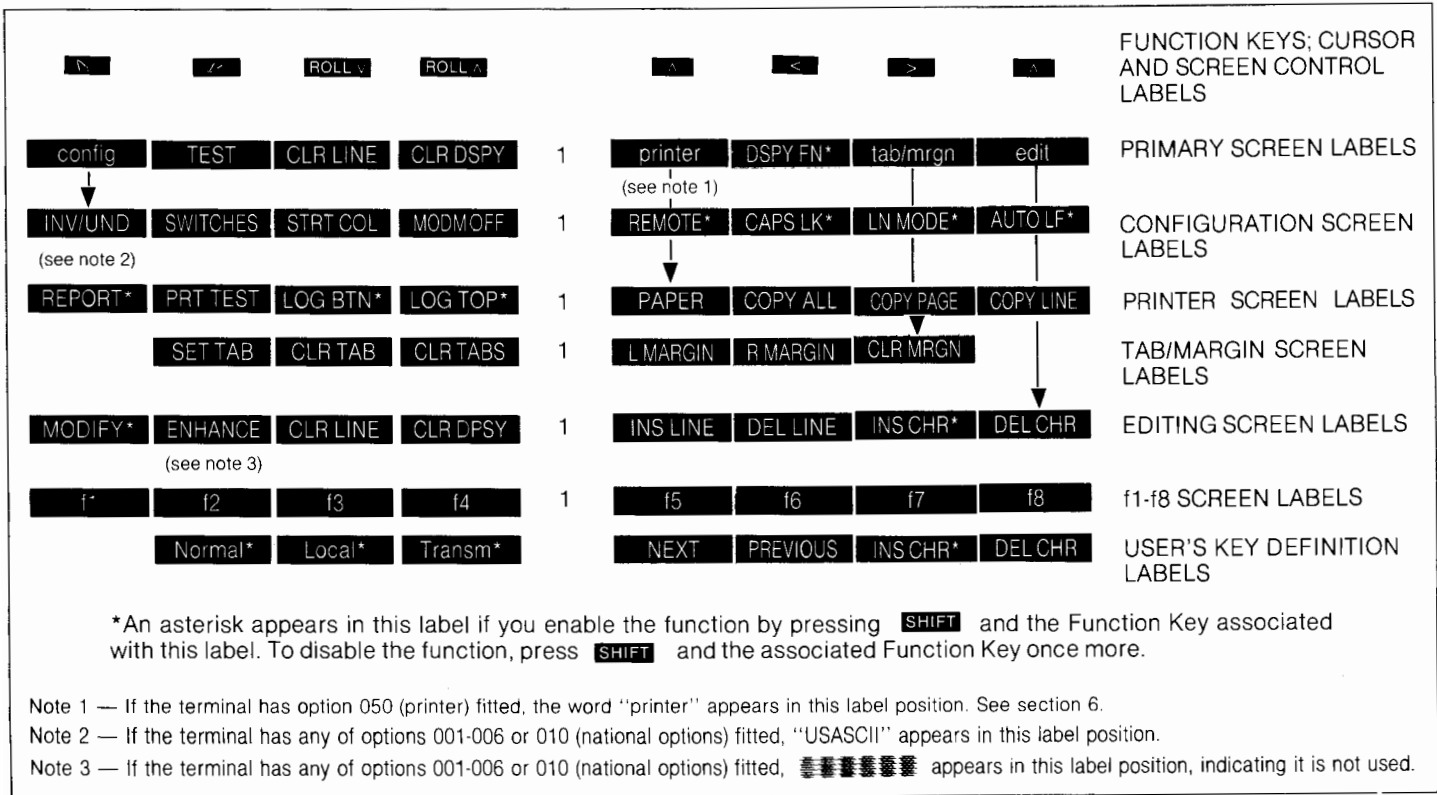 ROLL ROLL < > FUNCTION KEYS; CURSOR
AND SCREEN CONTROL
LABELS
config TEST CLR LINE CLR DSPY 1 printer DSPY FN* tab/mrgn edit PRIMARY SCREEN LABELS
(see note 1)
INV/UND SWITCHES STRT COL MODM OFF 1 REMOTE* CAPS LK* LN MODE* AUTO LF* CONFIGURATION SCREEN
LABELS
(see note 2)
REPORT* PRT TEST LOG BTN* LOG TOP* 1 PAPER COPY ALL COPY PAGE COPY LINE PRINTER SCREEN LABELS
SET TAB CLR TAB CLR TABS 1 L MARGIN R MARGIN CLR MRGN TAB/MARGIN SCREEN
LABELS
MODIFY* ENHANCE CLR LINE CLR DPSY 1 INS LINE DEL LINE INS CHR* DEL CHR EDITING SCREEN LABELS
(see note 3)
f2 f3 f4 1 f5 f6 f7 f8 f1-f8 SCREEN LABELS
Normal* Local* Transm* NEXT PREVIOUS INS CHR* DEL CHR USER'S KEY DEFINITION
LABELS
*An asterisk appears in this label if you enable the function by pressing SHIFT and the Function Key associated
with this label. To disable the function, press SHIFT and the associated Function Key once more.
Note 1 — If the terminal has option 050 (printer) fitted, the word "printer" appears in this label position. See section 6.
Note 2 — If the terminal has any of options 001-006 or 010 (national options) fitted, "USASCII" appears in this label position.
Note 3 — If the terminal has any of options 001-006 or 010 (national options) fitted, appears in this label position, indicating it is not used.